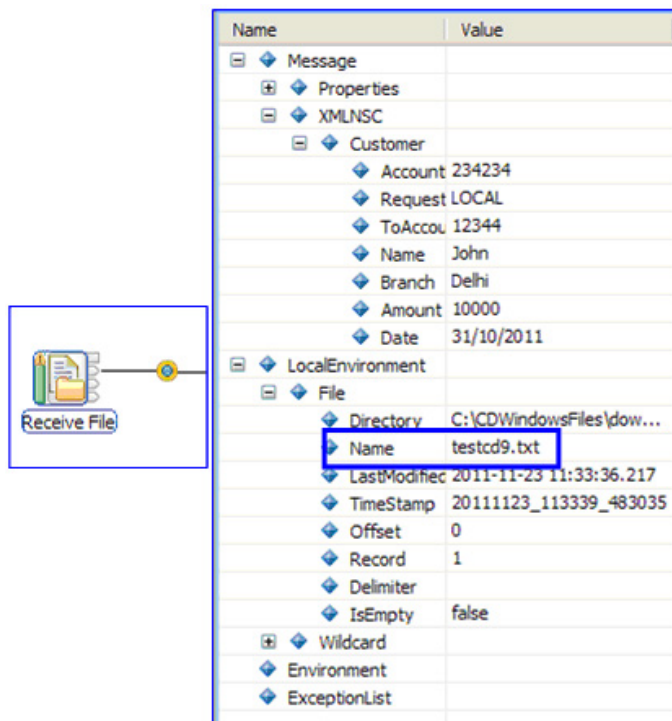 Name Value
Message
Properties
XMLNSC
Customer
Account 234234
Request LOCAL
ToAccou 12344
Name John
Branch Delhi
Amount 10000
Date 31/10/2011
LocalEnvironment
File
Directory C:\CDWindowsFiles\dow...
Name testcd9.txt
LastModified 2011-11-23 11:33:36.217
TimeStamp 20111123_113339_483035
Offset 0
Record 1
Delimiter
IsEmpty false
Wildcard
Environment
ExceptionList
Receive File